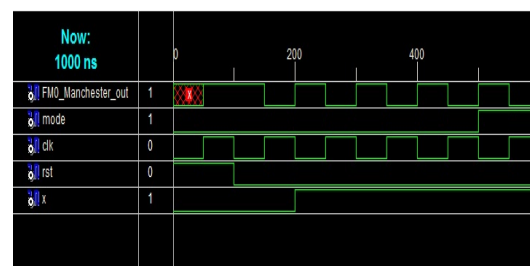 Now:
1000 ns
0 200 400
FM0_Manchester_out 1 X
mode 1
clk 0
rst 0
x 1